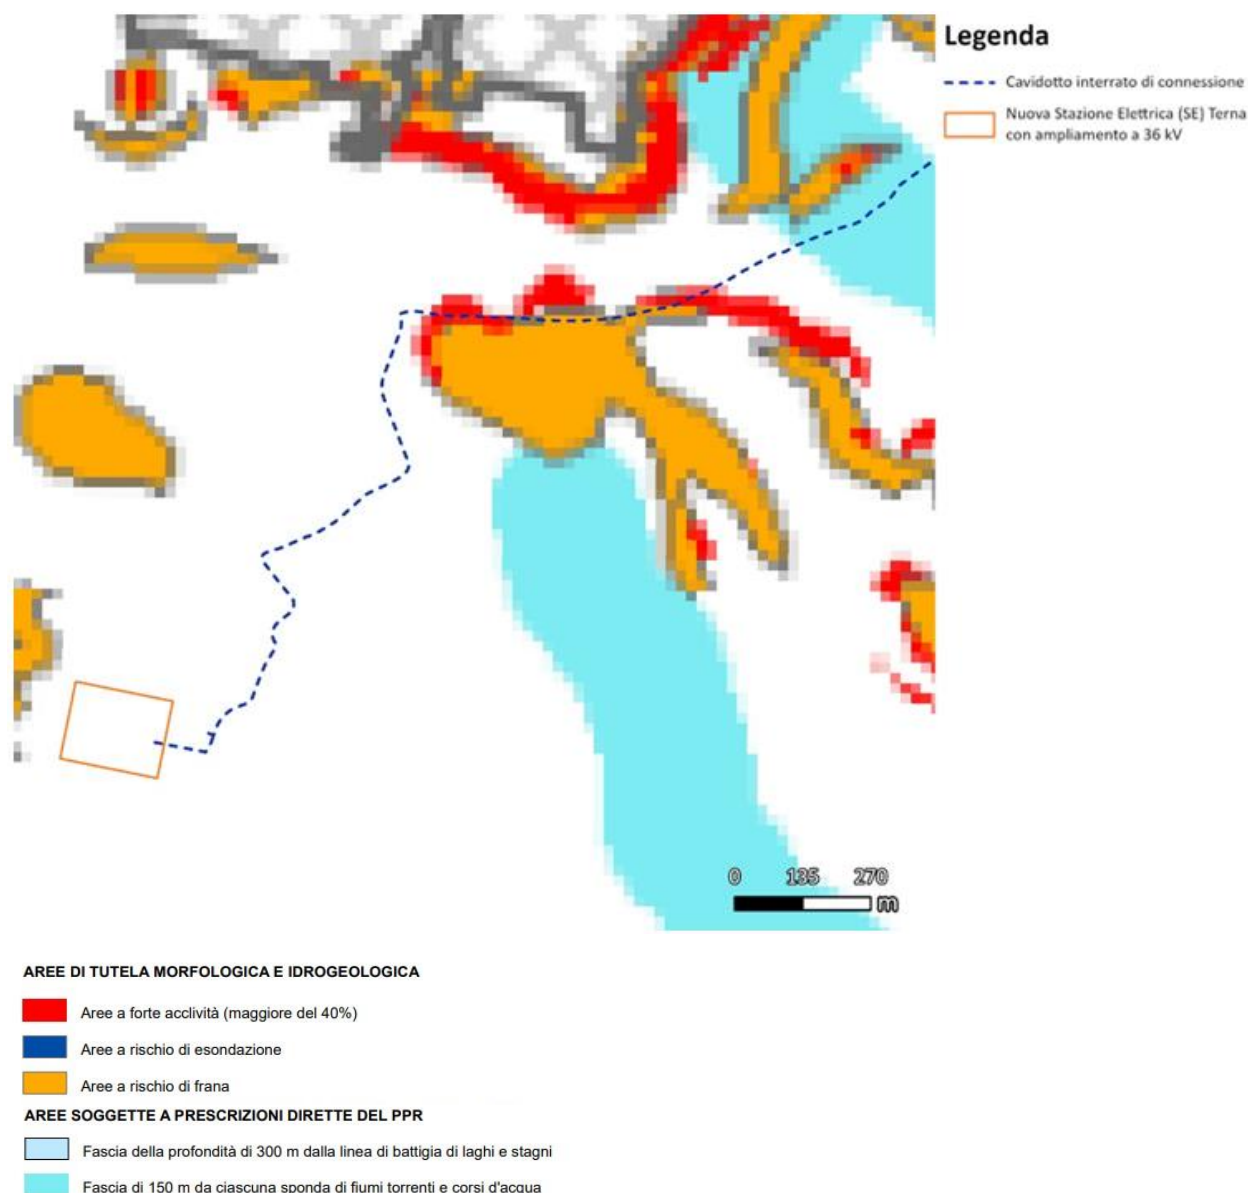 Legenda
Cavidotto interrato di connessione
Nuova Stazione Elettrica (SE) Terna
con ampliamento a 36 kV
0 135 270
m
AREE DI TUTELA MORFOLOGICA E IDROGEOLOGICA
Aree a forte acclività (maggiore del 40%)
Aree a rischio di esondazione
Aree a rischio di frana
AREE SOGGETTE A PRESCRIZIONI DIRETTE DEL PPR
Fascia della profondità di 300 m dalla linea di battigia di laghi e stagni
Fascia di 150 m da ciascuna sponda di fiumi torrenti e corsi d'acqua